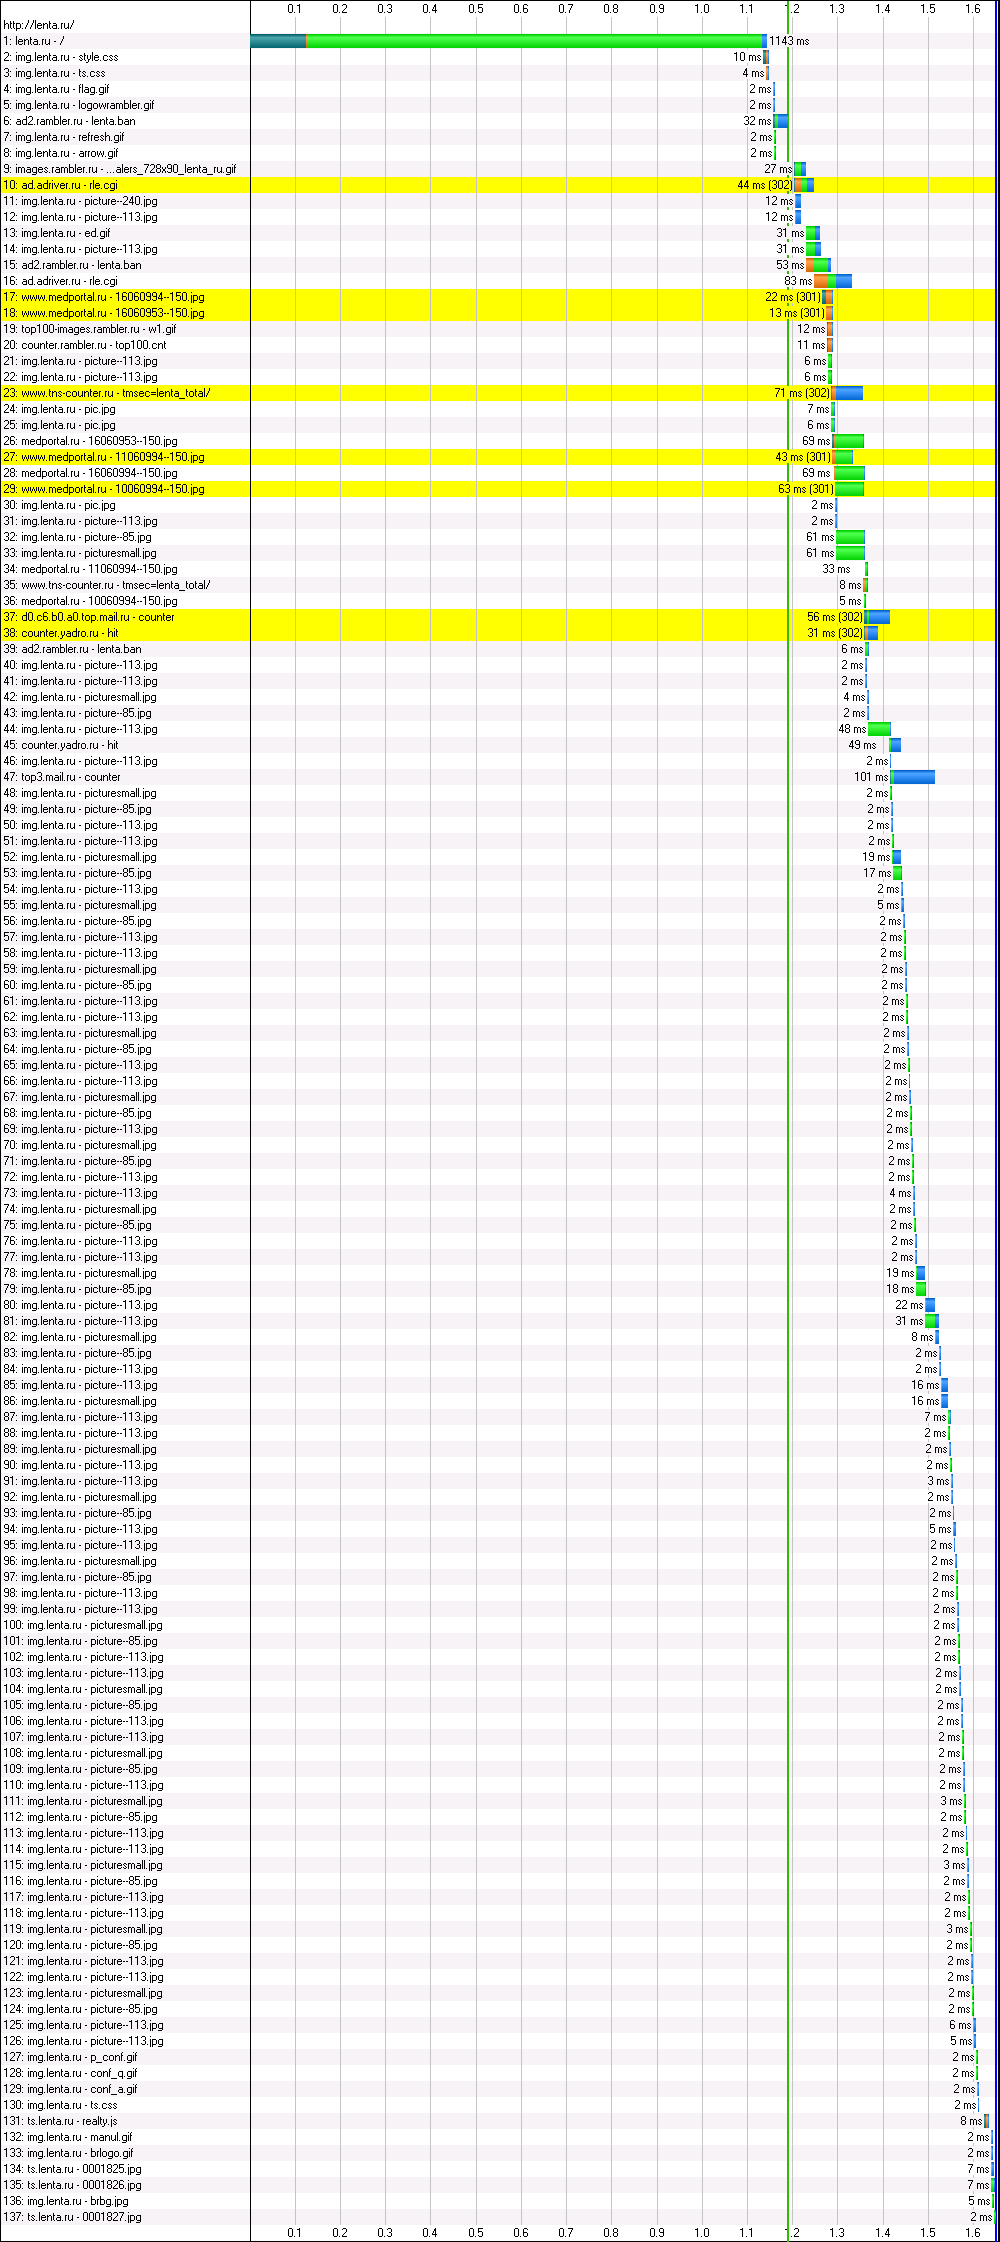 0.1 0.2 0.3 0.4 0.5 0.6 0.7 0.8 0.9 1.0 1.1 1.2 1.3 1.4 1.5 1.6
http://lenta.ru/
1: lenta.ru - / 1143 ms
2: img.lenta.ru - style.css 10 ms
3: img.lenta.ru - ts.css 4 ms
4: img.lenta.ru - flag.gif 2 ms
5: img.lenta.ru - logowrambler.gif 2 ms
6: ad2.rambler.ru - lenta.ban 32 ms
7: img.lenta.ru - refresh.gif 2 ms
8: img.lenta.ru - arrow.gif 2 ms
9: images.rambler.ru - ...alers_728x90_lenta_ru.gif 27 ms
10: ad.adriver.ru - rle.cgi 44 ms (302)
11: img.lenta.ru - picture--240.jpg 12 ms
12: img.lenta.ru - picture--113.jpg 12 ms
13: img.lenta.ru - ed.gif 31 ms
14: img.lenta.ru - picture--113.jpg 31 ms
15: ad2.rambler.ru - lenta.ban 53 ms
16: ad.adriver.ru - rle.cgi 83 ms
17: www.medportal.ru - 16060994--150.jpg 22 ms (301)
18: www.medportal.ru - 16060953--150.jpg 13 ms (301)
19: top100-images.rambler.ru - w1.gif 12 ms
20: counter.rambler.ru - top100.cnt 11 ms
21: img.lenta.ru - picture--113.jpg 6 ms
22: img.lenta.ru - picture--113.jpg 6 ms
23: www.tns-counter.ru - tmsec=lenta_total/ 71 ms (302)
24: img.lenta.ru - pic.jpg 7 ms
25: img.lenta.ru - pic.jpg 6 ms
26: medportal.ru - 16060953--150.jpg 69 ms
27: www.medportal.ru - 11060994--150.jpg 43 ms (301)
28: medportal.ru - 16060994--150.jpg 69 ms
29: www.medportal.ru - 10060994--150.jpg 63 ms (301)
30: img.lenta.ru - pic.jpg 2 ms
31: img.lenta.ru - picture--113.jpg 2 ms
32: img.lenta.ru - picture--85.jpg 61 ms
33: img.lenta.ru - picturesmall.jpg 61 ms
34: medportal.ru - 11060994--150.jpg 33 ms
35: www.tns-counter.ru - tmsec=lenta_total/ 8 ms
36: medportal.ru - 10060994--150.jpg 5 ms
37: d0.c6.b0.a0.top.mail.ru - counter 56 ms (302)
38: counter.yadro.ru - hit 31 ms (302)
39: ad2.rambler.ru - lenta.ban 6 ms
40: img.lenta.ru - picture--113.jpg 2 ms
41: img.lenta.ru - picture--113.jpg 2 ms
42: img.lenta.ru - picturesmall.jpg 4 ms
43: img.lenta.ru - picture--85.jpg 2 ms
44: img.lenta.ru - picture--113.jpg 48 ms
45: counter.yadro.ru - hit 49 ms
46: img.lenta.ru - picture--113.jpg 2 ms
47: top3.mail.ru - counter 101 ms
48: img.lenta.ru - picturesmall.jpg 2 ms
49: img.lenta.ru - picture--85.jpg 2 ms
50: img.lenta.ru - picture--113.jpg 2 ms
51: img.lenta.ru - picture--113.jpg 2 ms
52: img.lenta.ru - picturesmall.jpg 19 ms
53: img.lenta.ru - picture--85.jpg 17 ms
54: img.lenta.ru - picture--113.jpg 2 ms
55: img.lenta.ru - picturesmall.jpg 5 ms
56: img.lenta.ru - picture--85.jpg 2 ms
57: img.lenta.ru - picture--113.jpg 2 ms
58: img.lenta.ru - picture--113.jpg 2 ms
59: img.lenta.ru - picturesmall.jpg 2 ms
60: img.lenta.ru - picture--85.jpg 2 ms
61: img.lenta.ru - picture--113.jpg 2 ms
62: img.lenta.ru - picture--113.jpg 2 ms
63: img.lenta.ru - picturesmall.jpg 2 ms
64: img.lenta.ru - picture--85.jpg 2 ms
65: img.lenta.ru - picture--113.jpg 2 ms
66: img.lenta.ru - picture--113.jpg 2 ms
67: img.lenta.ru - picturesmall.jpg 2 ms
68: img.lenta.ru - picture--85.jpg 2 ms
69: img.lenta.ru - picture--113.jpg 2 ms
70: img.lenta.ru - picturesmall.jpg 2 ms
71: img.lenta.ru - picture--85.jpg 2 ms
72: img.lenta.ru - picture--113.jpg 2 ms
73: img.lenta.ru - picture--113.jpg 4 ms
74: img.lenta.ru - picturesmall.jpg 2 ms
75: img.lenta.ru - picture--85.jpg 2 ms
76: img.lenta.ru - picture--113.jpg 2 ms
77: img.lenta.ru - picture--113.jpg 2 ms
78: img.lenta.ru - picturesmall.jpg 19 ms
79: img.lenta.ru - picture--85.jpg 18 ms
80: img.lenta.ru - picture--113.jpg 22 ms
81: img.lenta.ru - picture--113.jpg 31 ms
82: img.lenta.ru - picturesmall.jpg 8 ms
83: img.lenta.ru - picture--85.jpg 2 ms
84: img.lenta.ru - picture--113.jpg 2 ms
85: img.lenta.ru - picture--113.jpg 16 ms
86: img.lenta.ru - picturesmall.jpg 16 ms
87: img.lenta.ru - picture--113.jpg 7 ms
88: img.lenta.ru - picture--113.jpg 2 ms
89: img.lenta.ru - picturesmall.jpg 2 ms
90: img.lenta.ru - picture--113.jpg 2 ms
91: img.lenta.ru - picture--113.jpg 3 ms
92: img.lenta.ru - picturesmall.jpg 2 ms
93: img.lenta.ru - picture--85.jpg 2 ms
94: img.lenta.ru - picture--113.jpg 5 ms
95: img.lenta.ru - picture--113.jpg 2 ms
96: img.lenta.ru - picturesmall.jpg 2 ms
97: img.lenta.ru - picture--85.jpg 2 ms
98: img.lenta.ru - picture--113.jpg 2 ms
99: img.lenta.ru - picture--113.jpg 2 ms
100: img.lenta.ru - picturesmall.jpg 2 ms
101: img.lenta.ru - picture--85.jpg 2 ms
102: img.lenta.ru - picture--113.jpg 2 ms
103: img.lenta.ru - picture--113.jpg 2 ms
104: img.lenta.ru - picturesmall.jpg 2 ms
105: img.lenta.ru - picture--85.jpg 2 ms
106: img.lenta.ru - picture--113.jpg 2 ms
107: img.lenta.ru - picture--113.jpg 2 ms
108: img.lenta.ru - picturesmall.jpg 2 ms
109: img.lenta.ru - picture--85.jpg 2 ms
110: img.lenta.ru - picture--113.jpg 2 ms
111: img.lenta.ru - picturesmall.jpg 3 ms
112: img.lenta.ru - picture--85.jpg 2 ms
113: img.lenta.ru - picture--113.jpg 2 ms
114: img.lenta.ru - picture--113.jpg 2 ms
115: img.lenta.ru - picturesmall.jpg 3 ms
116: img.lenta.ru - picture--85.jpg 2 ms
117: img.lenta.ru - picture--113.jpg 2 ms
118: img.lenta.ru - picture--113.jpg 2 ms
119: img.lenta.ru - picturesmall.jpg 3 ms
120: img.lenta.ru - picture--85.jpg 2 ms
121: img.lenta.ru - picture--113.jpg 2 ms
122: img.lenta.ru - picture--113.jpg 2 ms
123: img.lenta.ru - picturesmall.jpg 2 ms
124: img.lenta.ru - picture--85.jpg 2 ms
125: img.lenta.ru - picture--113.jpg 6 ms
126: img.lenta.ru - picture--113.jpg 5 ms
127: img.lenta.ru - p_conf.gif 2 ms
128: img.lenta.ru - conf_q.gif 2 ms
129: img.lenta.ru - conf_a.gif 2 ms
130: img.lenta.ru - ts.css 2 ms
131: ts.lenta.ru - realty.js 8 ms
132: img.lenta.ru - manul.gif 2 ms
133: img.lenta.ru - brlogo.gif 2 ms
134: ts.lenta.ru - 0001825.jpg 7 ms
135: ts.lenta.ru - 0001826.jpg 7 ms
136: img.lenta.ru - brbg.jpg 5 ms
137: ts.lenta.ru - 0001827.jpg 2 ms
0.1 0.2 0.3 0.4 0.5 0.6 0.7 0.8 0.9 1.0 1.1 1.2 1.3 1.4 1.5 1.6